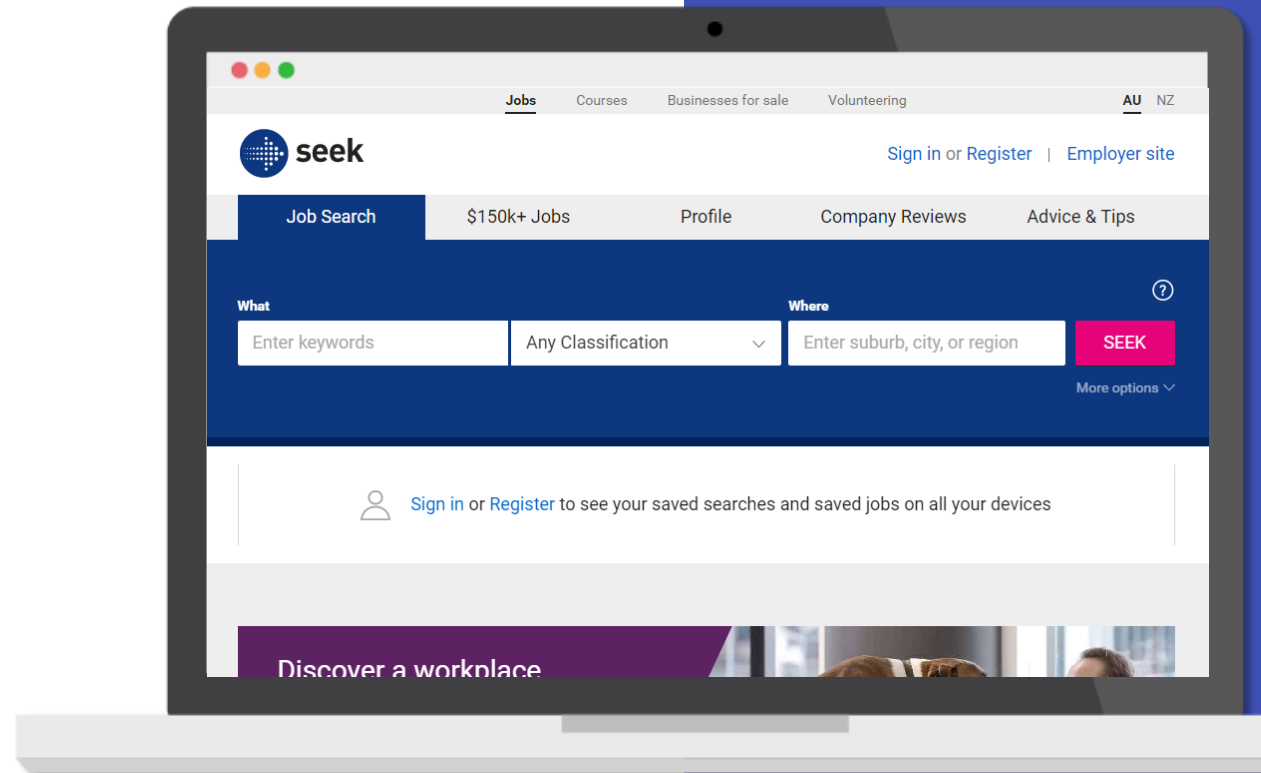 Jobs Courses Businesses for sale Volunteering AU NZ
seek
Sign in or Register | Employer site
Job Search $150k+ Jobs Profile Company Reviews Advice & Tips
?
What Where
Enter keywords Any Classification Enter suburb, city, or region SEEK
More options
Sign in or Register to see your saved searches and saved jobs on all your devices
Discover a workplace